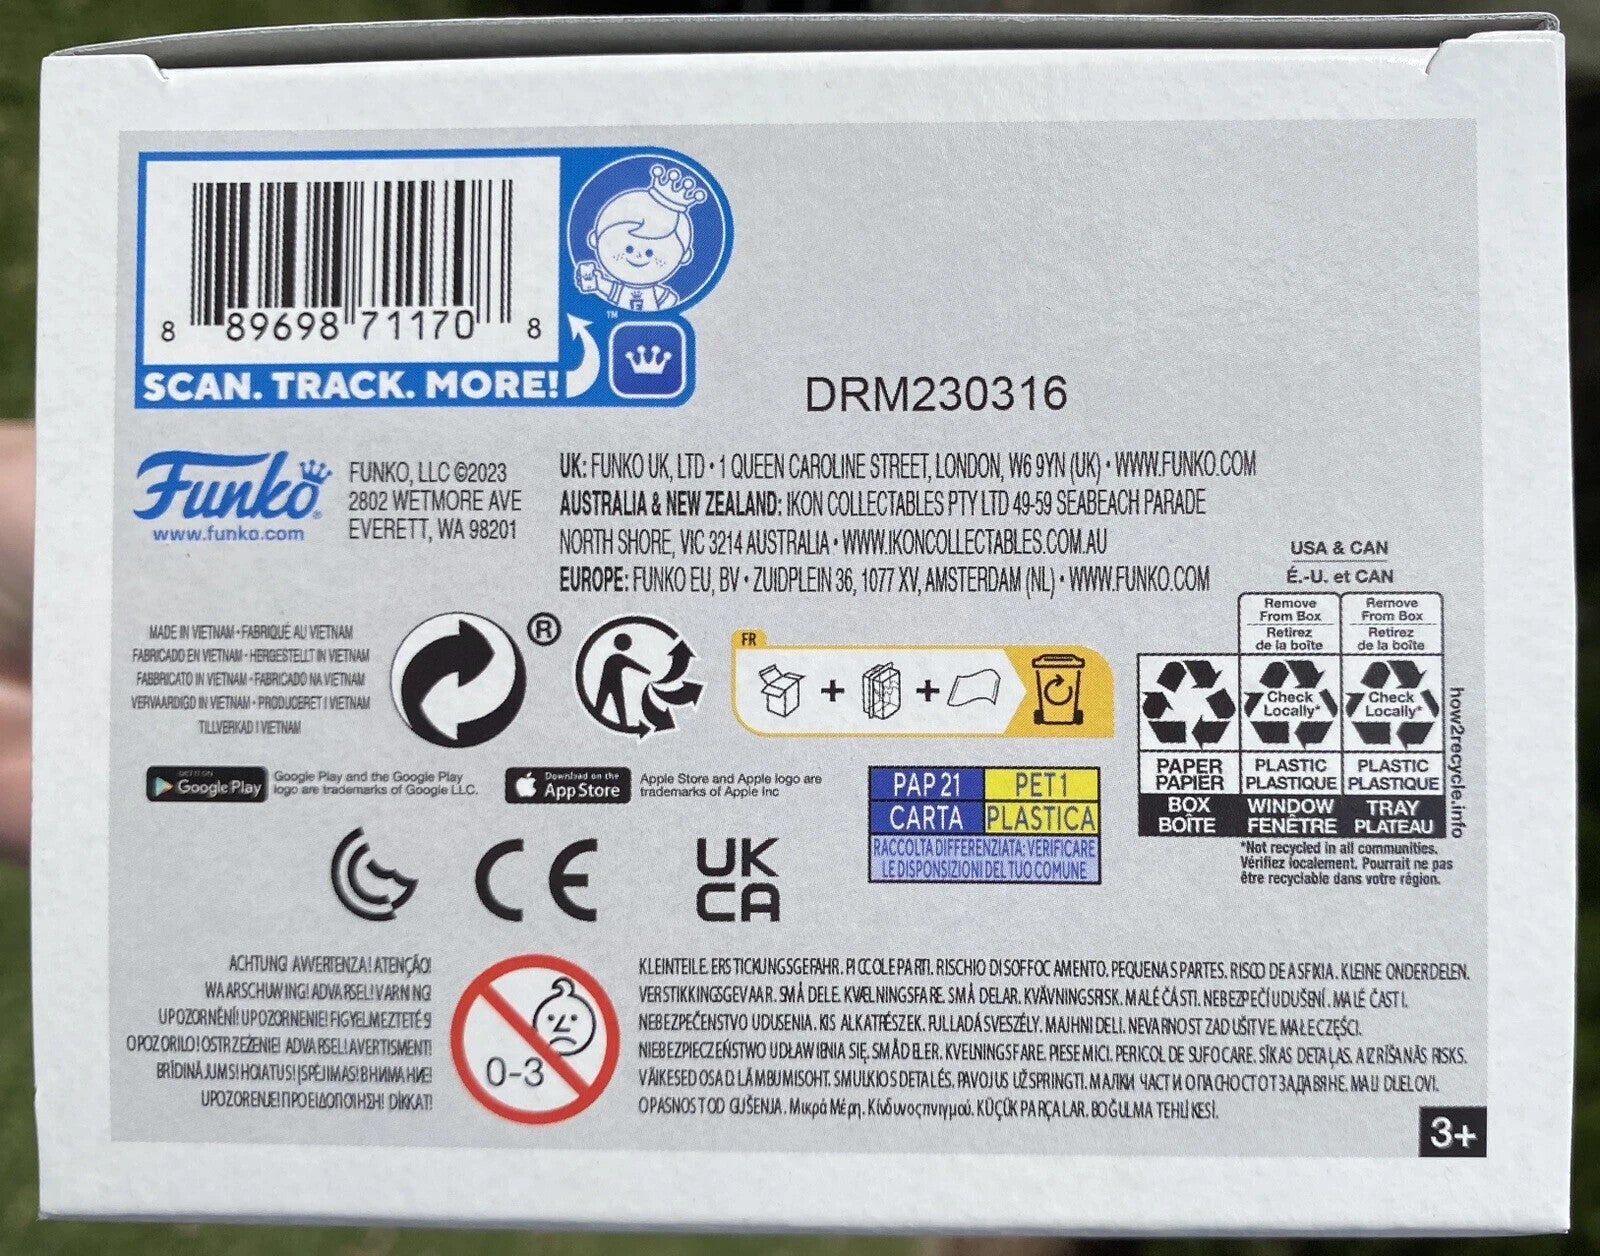 8 89698 71170 8
SCAN. TRACK. MORE!
TM
DRM230316
Funko®
www.funko.com
FUNKO, LLC ©2023
2802 WETMORE AVE
EVERETT, WA 98201
UK: FUNKO UK, LTD • 1 QUEEN CAROLINE STREET, LONDON, W6 9YN (UK) • WWW.FUNKO.COM
AUSTRALIA & NEW ZEALAND: IKON COLLECTABLES PTY LTD 49-59 SEABEACH PARADE
NORTH SHORE, VIC 3214 AUSTRALIA • WWW.IKONCOLLECTABLES.COM.AU
EUROPE: FUNKO EU, BV • ZUIDPLEIN 36, 1077 XV, AMSTERDAM (NL) • WWW.FUNKO.COM
MADE IN VIETNAM • FABRIQUÉ AU VIETNAM
FABRICADO EN VIETNAM • HERGESTELLT IN VIETNAM
FABBRICATO IN VIETNAM • FABRICADO NA VIETNAM
VERVAARDIGD IN VIETNAM • PRODUCERET I VIETNAM
TILLVERKAD I VIETNAM
®
FR
+ +
USA & CAN
É.-U. et CAN
Remove From Box
Retirez de la boîte
Remove From Box
Retirez de la boîte
Check Locally*
Check Locally*
PAPER PAPIER
PLASTIC PLASTIQUE
PLASTIC PLASTIQUE
BOX BOÎTE
WINDOW FENÊTRE
TRAY PLATEAU
how2recycle.info
*Not recycled in all communities.
Vérifiez localement. Pourrait ne pas
être recyclable dans votre région.
GET IT ON
Google Play
Google Play and the Google Play
logo are trademarks of Google LLC.
Download on the
App Store
Apple Store and Apple logo are
trademarks of Apple Inc
PAP 21 PET 1
CARTA PLASTICA
RACCOLTA DIFFERENZIATA: VERIFICARE
LE DISPONSIZIONI DEL TUO COMUNE
CE
UK
CA
ACHTUNG! AVVERTENZA! ATENÇÃO!
WAARSCHUWING! ADVARSEL! VARNING
UPOZORNĚNÍ! UPOZORNENIE! FIGYELMEZTETÉS
OPOZORILO! OSTRZEŻENIE! ADVARSEL! AVERTISMENT!
BRĪDINĀJUMS! HOIATUS! ĮSPĖJIMAS! ВНИМАНИЕ!
UPOZORENJE! ΠΡΟΕΙΔΟΠΟΙΗΣΗ! DİKKAT!
0-3
KLEINTEILE. ERSTICKUNGSGEFAHR. PICCOLE PARTI. RISCHIO DI SOFFOCAMENTO. PEQUENAS PARTES. RISCO DE ASFIXIA. KLEINE ONDERDELEN.
VERSTIKKINGSGEVAAR. SMÅ DELE. KVÆLNINGSFARE. SMÅ DELAR. KVÄVNINGSRISK. MALÉ ČÁSTI. NEBEZPEČÍ UDUŠENÍ. MALÉ ČASTI.
NEBEZPEČENSTVO UDUSENIA. KIS ALKATRÉSZEK. FULLADÁSVESZÉLY. MAJHNI DELI. NEVARNOST ZADUŠITVE. MAŁE CZĘŚCI.
NIEBEZPIECZEŃSTWO UDŁAWIENIA SIĘ. SMÅ DELER. KVELNINGSFARE. PIESE MICI. PERICOL DE SUFOCARE. SĪKAS DETAĻAS. AIZRĪŠANĀS RISKS.
VÄIKESED OSAD. LÄMBUMISOHT. SMULKIOS DETALĖS. PAVOJUS UŽSPRINGTI. МАЛКИ ЧАСТИ ОПАСНОСТ ОТ ЗАДАВЯНЕ. MALI DIJELOVI.
OPASNOST OD GUŠENJA. Μικρά Μέρη. Κίνδυνος πνιγμού. KÜÇÜK PARÇALAR. BOĞULMA TEHLİKESİ.
3+